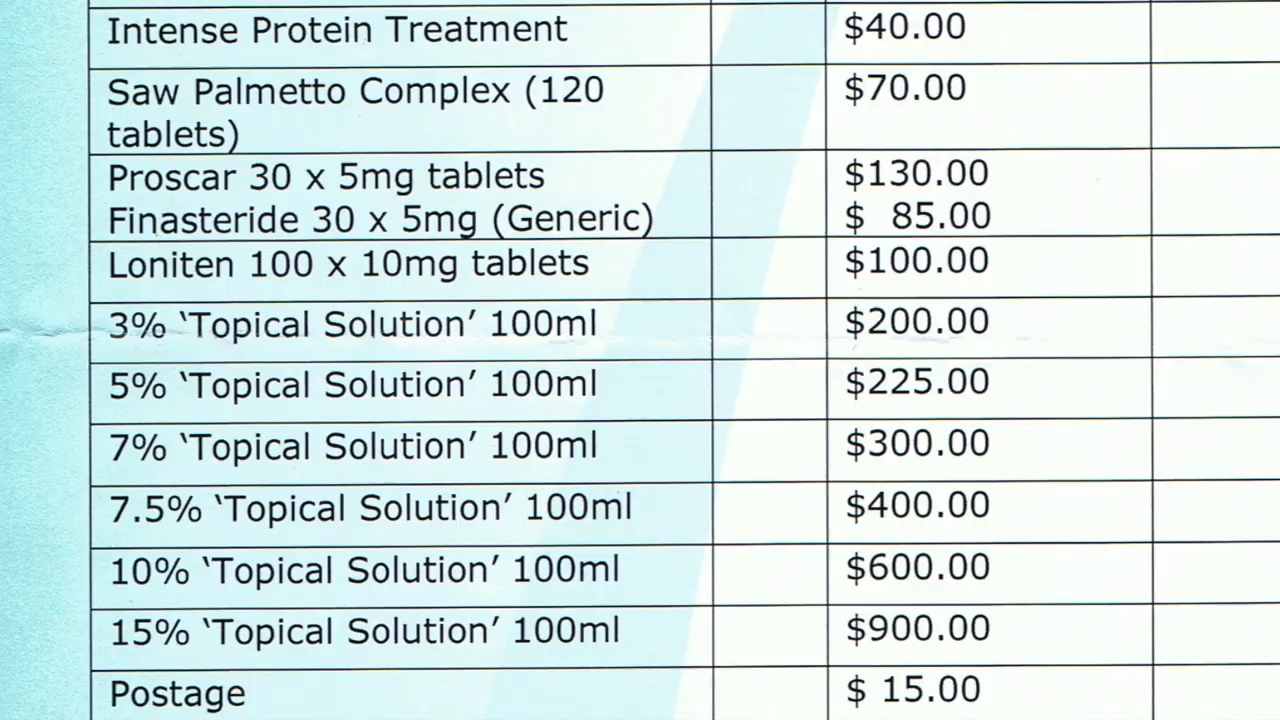 Intense Protein Treatment $40.00
Saw Palmetto Complex (120 $70.00
tablets)
Proscar 30 x 5mg tablets $130.00
Finasteride 30 x 5mg (Generic) $ 85.00
Loniten 100 x 10mg tablets $100.00
3% ‘Topical Solution’ 100ml $200.00
5% ‘Topical Solution’ 100ml $225.00
7% ‘Topical Solution’ 100ml $300.00
7.5% ‘Topical Solution’ 100ml $400.00
10% ‘Topical Solution’ 100ml $600.00
15% ‘Topical Solution’ 100ml $900.00
Postage $ 15.00